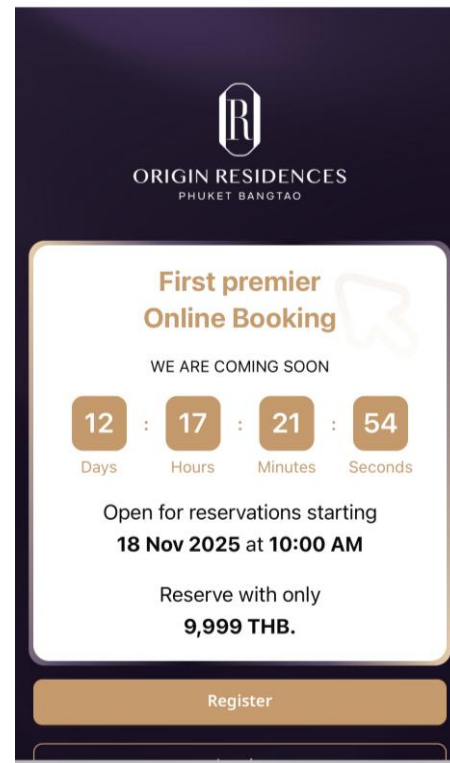 R
ORIGIN RESIDENCES
PHUKET BANGTAO
First premier
Online Booking
WE ARE COMING SOON
12 : 17 : 21 : 54
Days Hours Minutes Seconds
Open for reservations starting
18 Nov 2025 at 10:00 AM
Reserve with only
9,999 THB.
Register